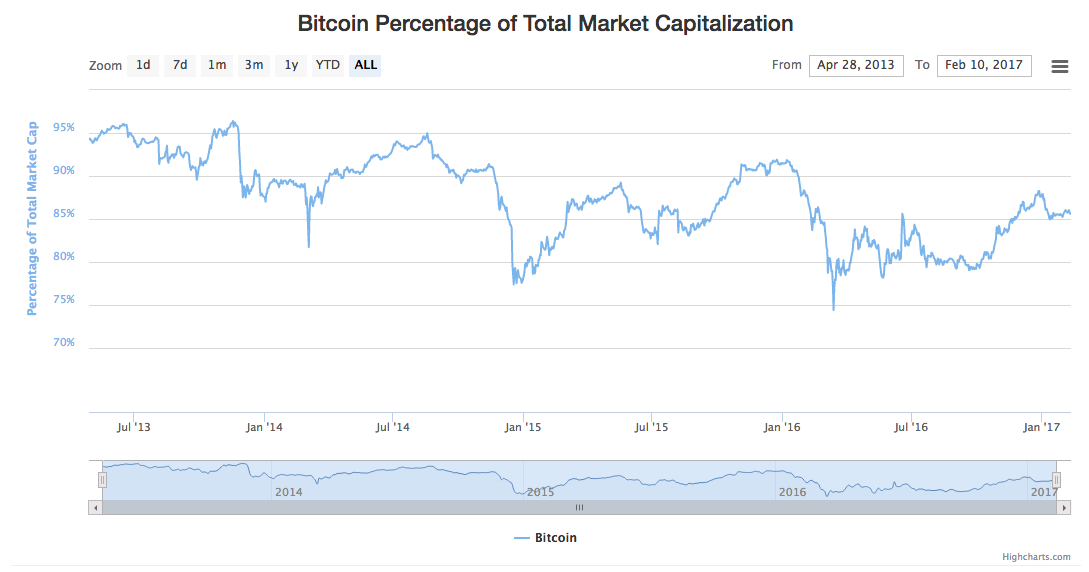 Bitcoin Percentage of Total Market Capitalization
Zoom 1d 7d 1m 3m 1y YTD ALL From Apr 28, 2013 To Feb 10, 2017
Percentage of Total Market Cap
95%
90%
85%
80%
75%
70%
Jul '13 Jan '14 Jul '14 Jan '15 Jul '15 Jan '16 Jul '16 Jan '17
2014 2015 2016 2017
Bitcoin
Highcharts.com